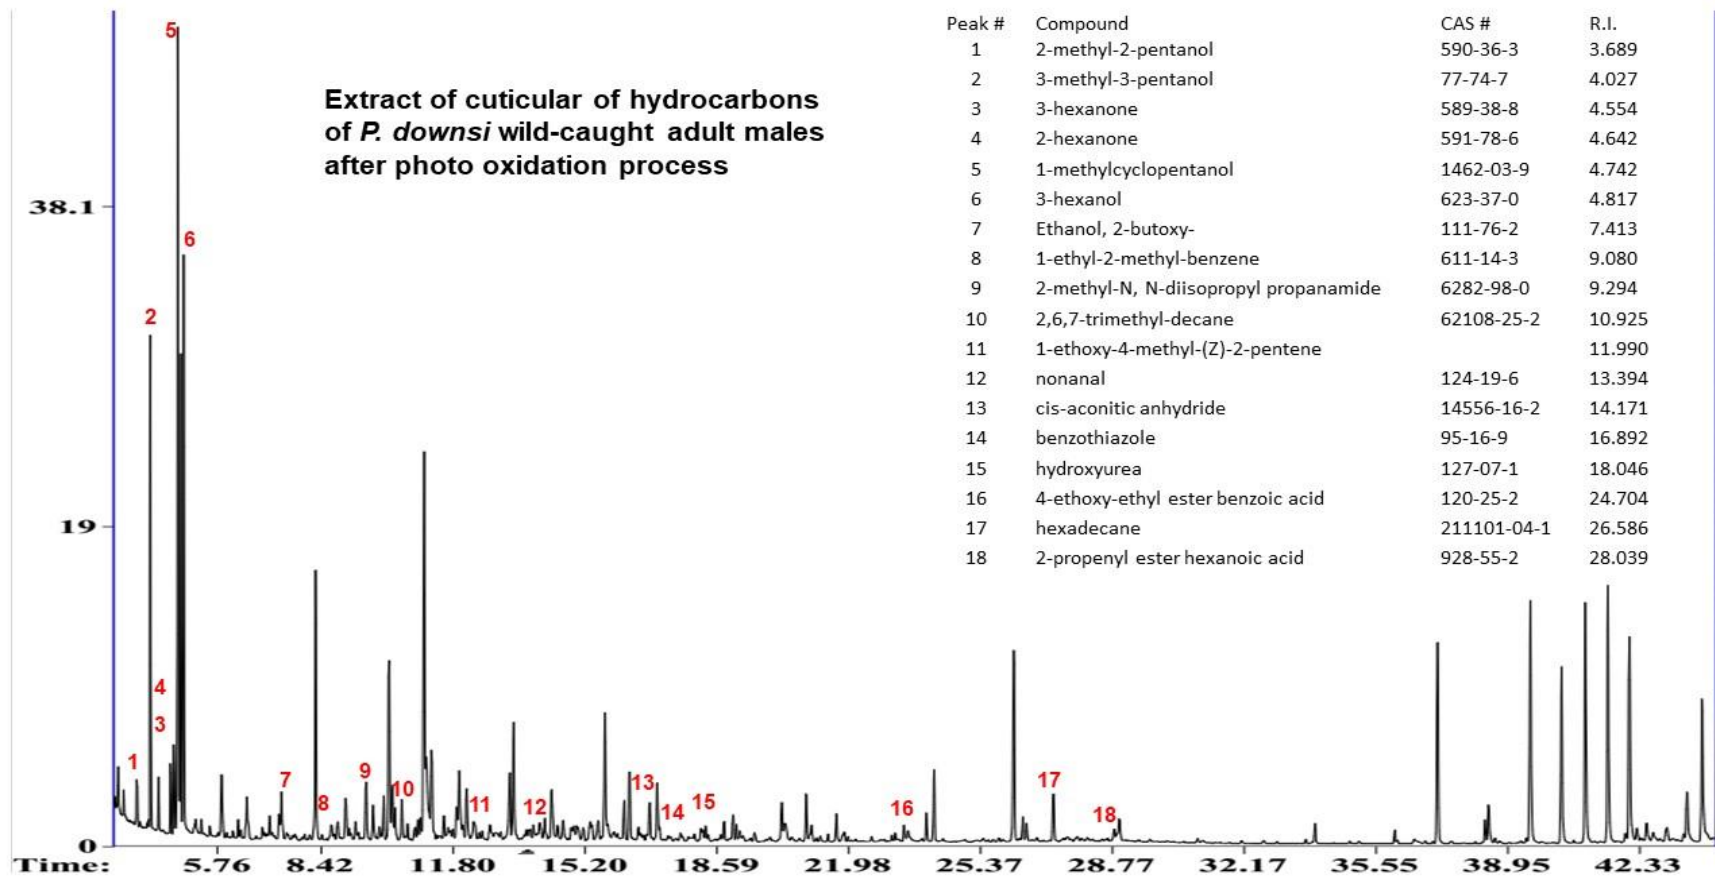 Peak # Compound CAS # R.I.
1 2-methyl-2-pentanol 590-36-3 3.689
2 3-methyl-3-pentanol 77-74-7 4.027
3 3-hexanone 589-38-8 4.554
4 2-hexanone 591-78-6 4.642
5 1-methylcyclopentanol 1462-03-9 4.742
6 3-hexanol 623-37-0 4.817
7 Ethanol, 2-butoxy- 111-76-2 7.413
8 1-ethyl-2-methyl-benzene 611-14-3 9.080
9 2-methyl-N, N-diisopropyl propanamide 6282-98-0 9.294
10 2,6,7-trimethyl-decane 62108-25-2 10.925
11 1-ethoxy-4-methyl-(Z)-2-pentene 11.990
12 nonanal 124-19-6 13.394
13 cis-aconitic anhydride 14556-16-2 14.171
14 benzothiazole 95-16-9 16.892
15 hydroxyurea 127-07-1 18.046
16 4-ethoxy-ethyl ester benzoic acid 120-25-2 24.704
17 hexadecane 211101-04-1 26.586
18 2-propenyl ester hexanoic acid 928-55-2 28.039
Extract of cuticular of hydrocarbons
of P. downsi wild-caught adult males
after photo oxidation process
5
6
2
4
3
1
7
8
9
10
11
12
13
14
15
16
17
18
38.1
19
0
Time: 5.76 8.42 11.80 15.20 18.59 21.98 25.37 28.77 32.17 35.55 38.95 42.33